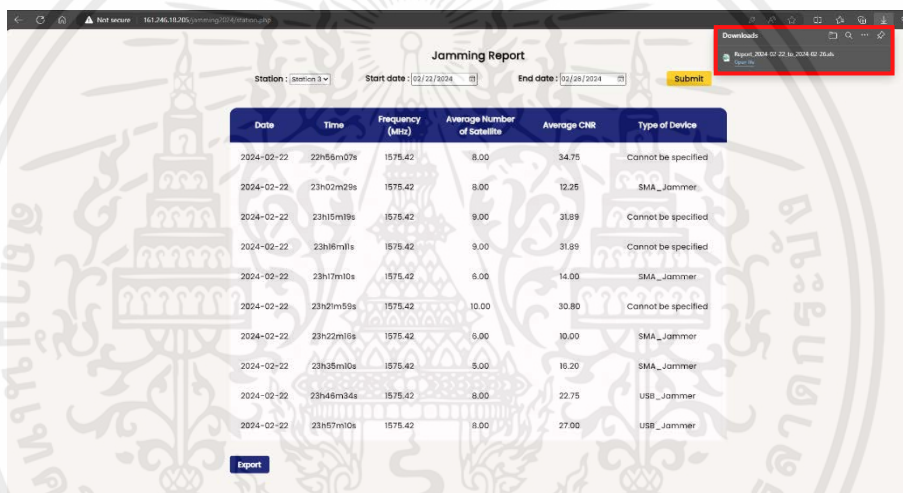 Not secure 161.246.18.205/jamming2024/station.php
Downloads
Report_2024-02-22_to_2024-02-26.xls
Open file
Jamming Report
Station : Station 3 Start date : 02/22/2024 End date : 02/28/2024 Submit
Date Time Frequency (MHz) Average Number of Satellite Average CNR Type of Device
2024-02-22 22h56m07s 1575.42 8.00 34.75 Cannot be specified
2024-02-22 23h02m29s 1575.42 8.00 12.25 SMA_Jammer
2024-02-22 23h15m19s 1575.42 9.00 31.89 Cannot be specified
2024-02-22 23h16m11s 1575.42 9.00 31.89 Cannot be specified
2024-02-22 23h17m10s 1575.42 6.00 14.00 SMA_Jammer
2024-02-22 23h21m59s 1575.42 10.00 30.80 Cannot be specified
2024-02-22 23h22m16s 1575.42 6.00 10.00 SMA_Jammer
2024-02-22 23h35m10s 1575.42 5.00 16.20 SMA_Jammer
2024-02-22 23h46m34s 1575.42 8.00 22.75 USB_Jammer
2024-02-22 23h57m10s 1575.42 8.00 27.00 USB_Jammer
Export